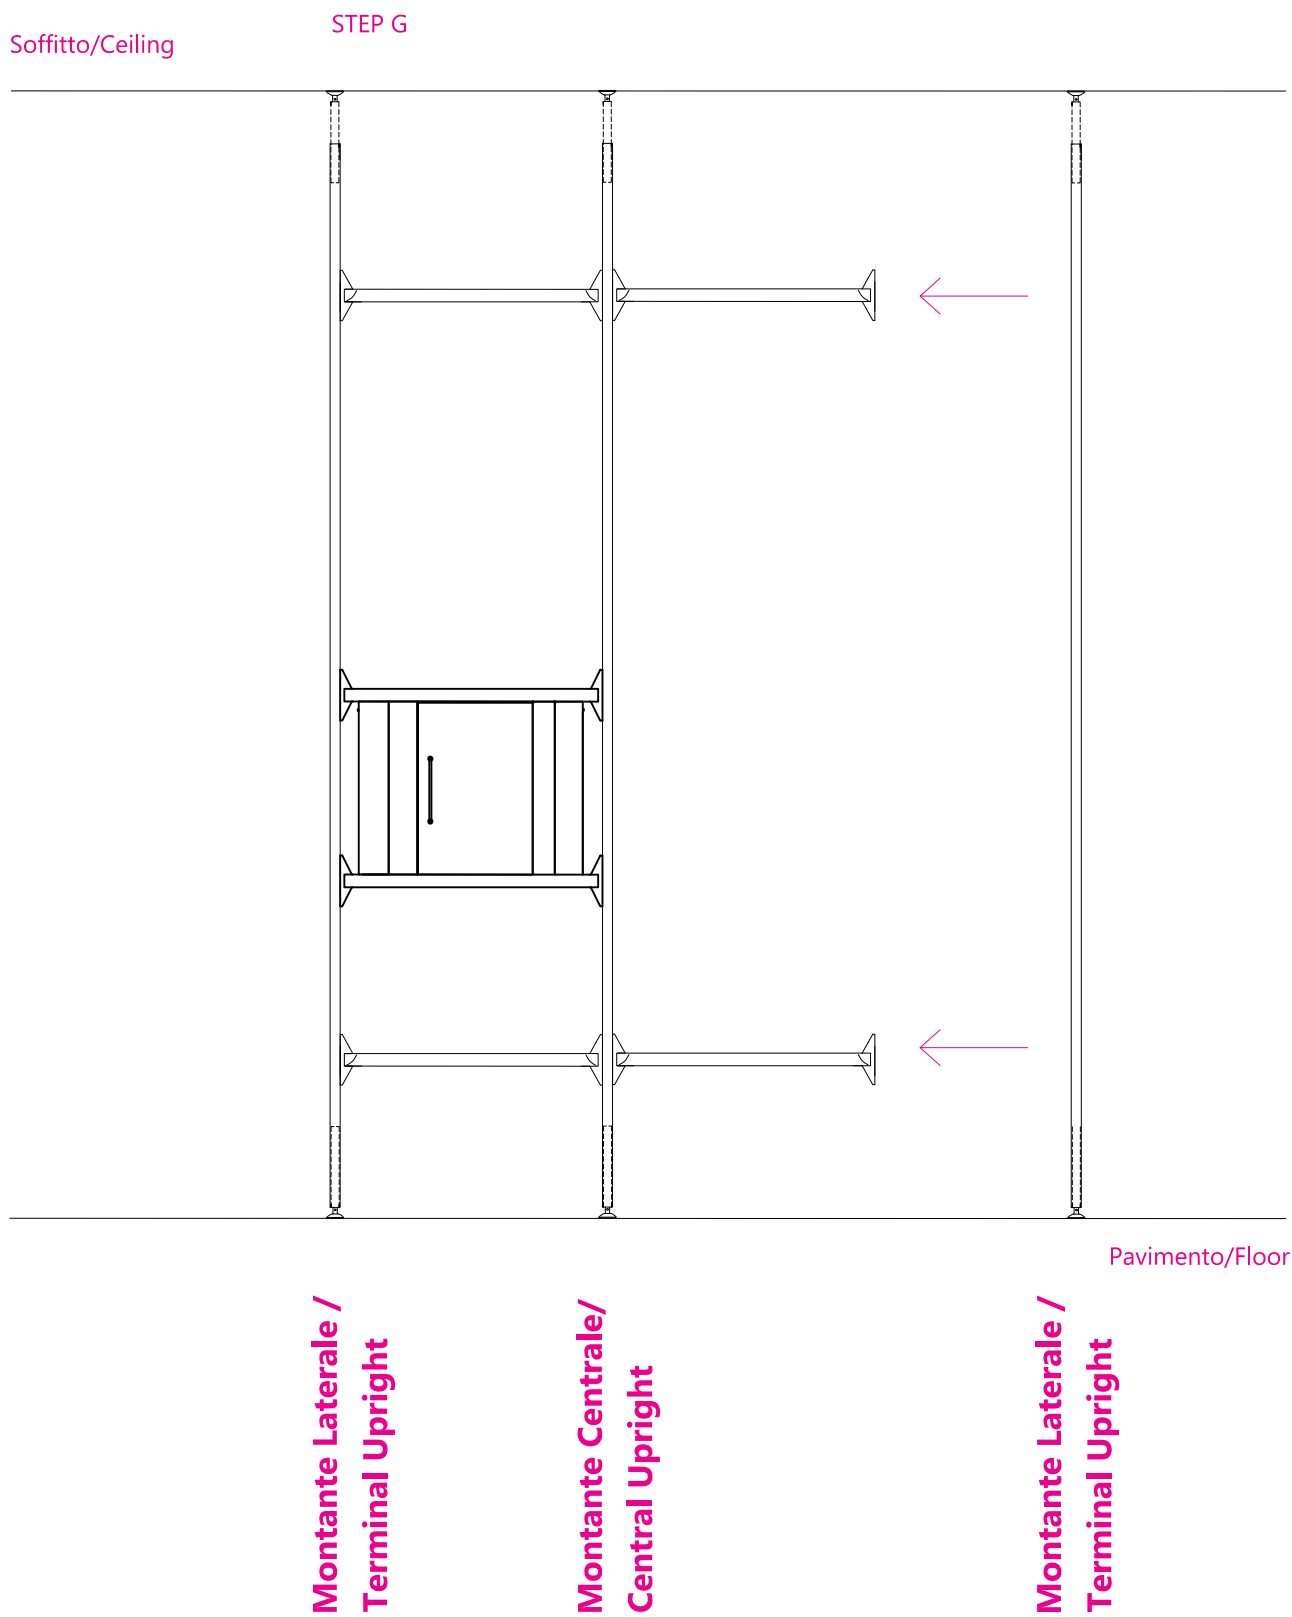 STEP G
Soffitto/Ceiling
Pavimento/Floor
Montante Laterale /
Terminal Upright
Montante Centrale/
Central Upright
Montante Laterale /
Terminal Upright